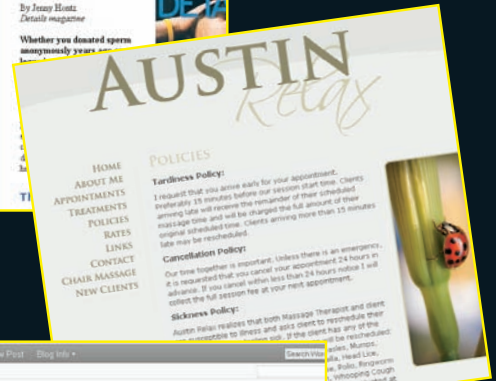 By Jenny Hontz
Details magazine
Whether you donated sperm
anonymously years ago
DETA
AUSTIN
Relax
HOME
ABOUT ME
APPOINTMENTS
TREATMENTS
POLICIES
RATES
LINKS
CONTACT
CHAIR MASSAGE
NEW CLIENTS
POLICIES
Tardiness Policy:
I request that you arrive early for your appointment.
Preferably 15 minutes before our session start time. Clients
arriving late will receive the remainder of their scheduled
massage time and will be charged the full amount of their
original scheduled time. Clients arriving more than 15 minutes
late may be rescheduled.
Cancellation Policy:
Our time together is important. Unless there is an emergency,
it is requested that you cancel your appointment 24 hours in
advance. If you cancel within less than 24 hours notice I will
collect the full session fee at your next appointment.
Sickness Policy:
Austin Relax realizes that both Massage Therapist and client
susceptible to illness and asks client to reschedule their
sick. If the client has any of the
will be rescheduled:
Mumps,
Head Lice,
Polio, Ringworm
Whooping Cough
Post
Blog Info
Search